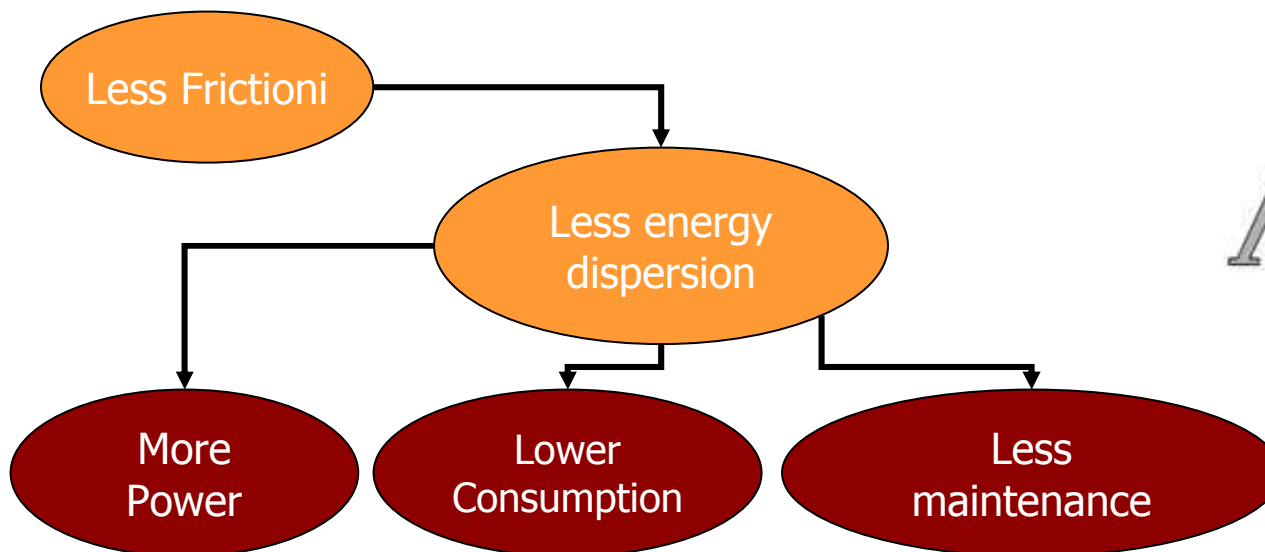 Less Frictioni
Less energy
dispersion
More
Power
Lower
Consumption
Less
maintenance